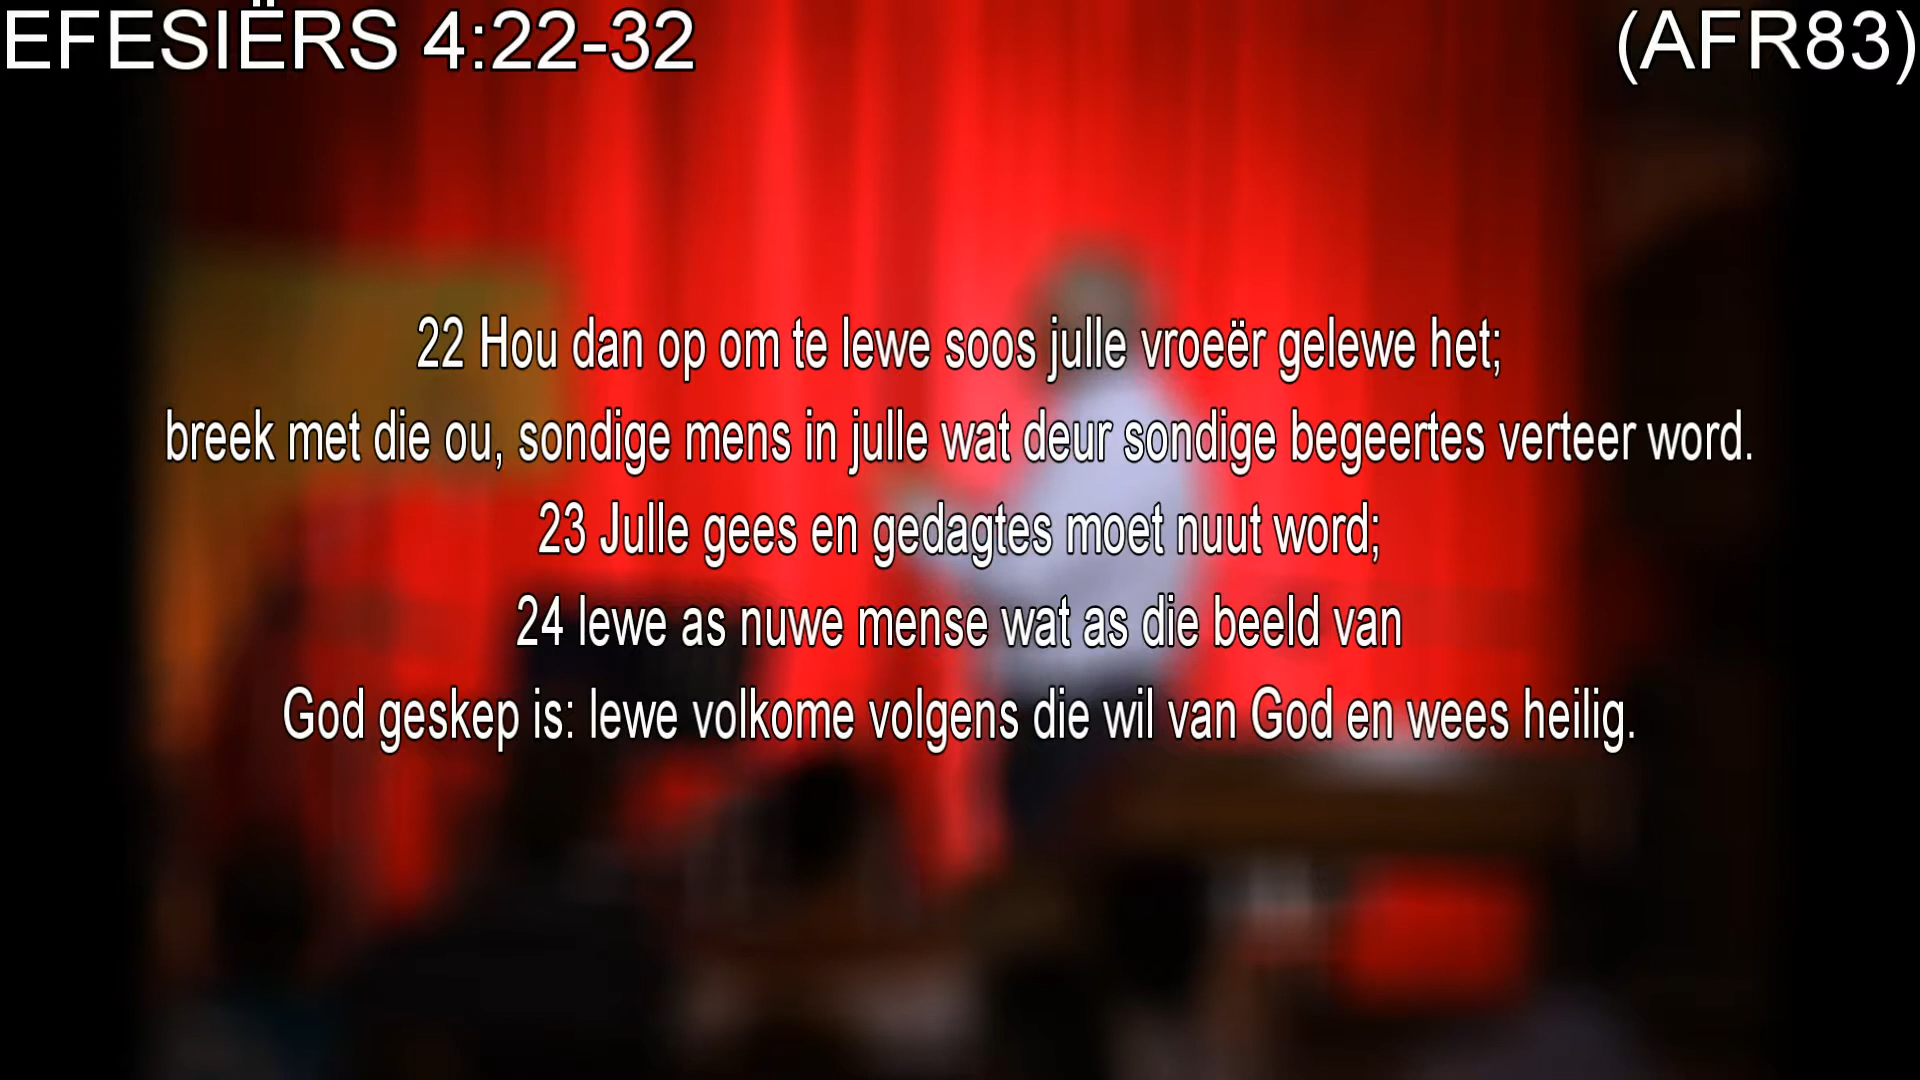 EFESIËRS 4:22-32 (AFR83)
22 Hou dan op om te lewe soos julle vroeër gelewe het;
breek met die ou, sondige mens in julle wat deur sondige begeertes verteer word.
23 Julle gees en gedagtes moet nuut word;
24 lewe as nuwe mense wat as die beeld van
God geskep is: lewe volkome volgens die wil van God en wees heilig.